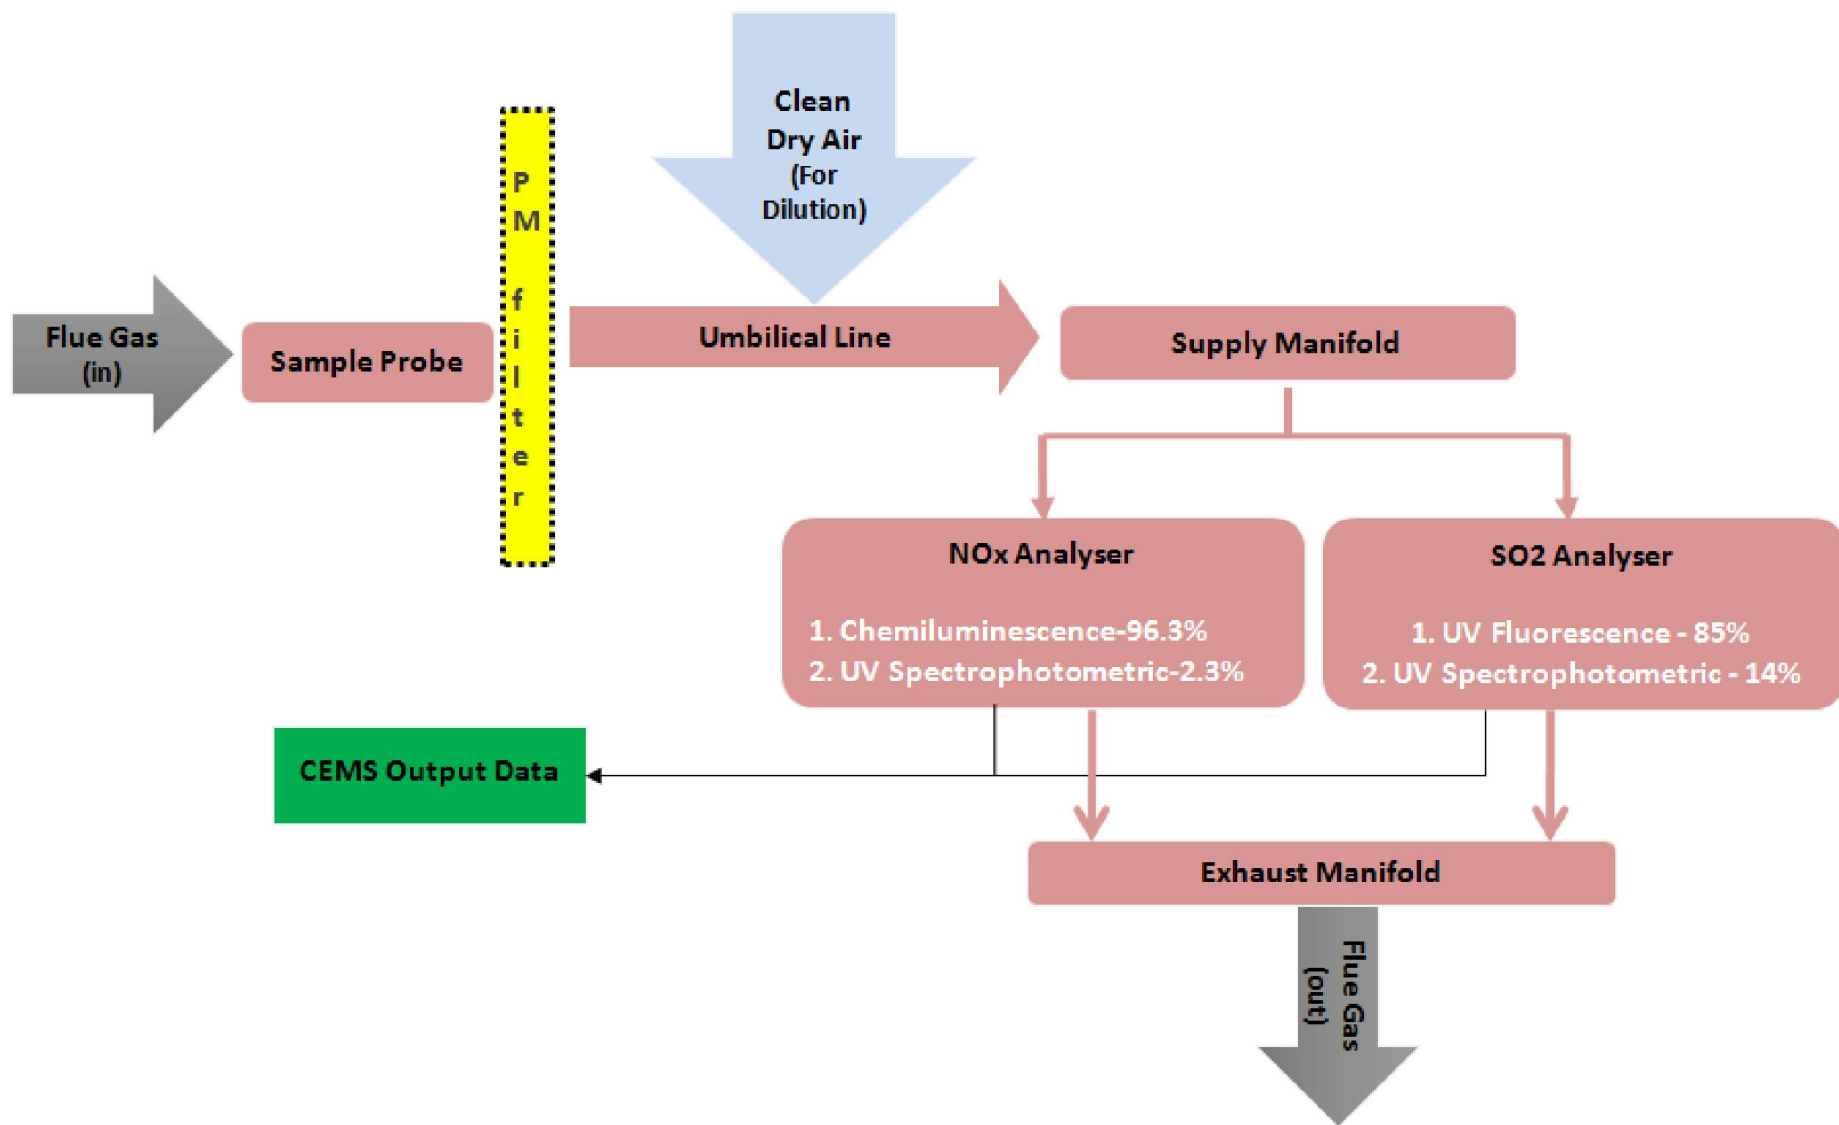 Clean
Dry Air
(For
Dilution)
PM filter
Flue Gas
(in)
Sample Probe
Umbilical Line
Supply Manifold
NOx Analyser
1. Chemiluminescence-96.3%
2. UV Spectrophotometric-2.3%
SO2 Analyser
1. UV Fluorescence - 85%
2. UV Spectrophotometric - 14%
CEMS Output Data
Exhaust Manifold
Flue Gas
(out)